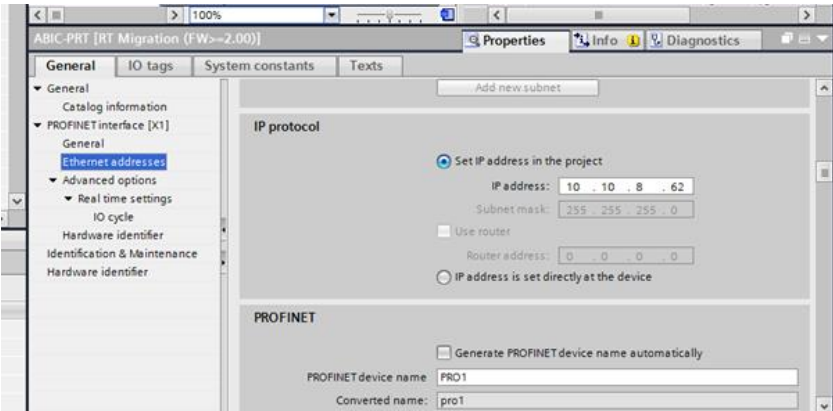 100%
ABIC-PRT [RT Migration (FW>=2.00)]
Properties
Info
Diagnostics
General
IO tags
System constants
Texts
General
Catalog information
PROFINET interface [X1]
General
Ethernet addresses
Advanced options
Real time settings
IO cycle
Hardware identifier
Identification & Maintenance
Hardware identifier
Add new subnet
IP protocol
Set IP address in the project
IP address: 10 . 10 . 8 . 62
Subnet mask: 255 . 255 . 255 . 0
Use router
Router address: 0 . 0 . 0 . 0
IP address is set directly at the device
PROFINET
Generate PROFINET device name automatically
PROFINET device name PRO1
Converted name: pro1